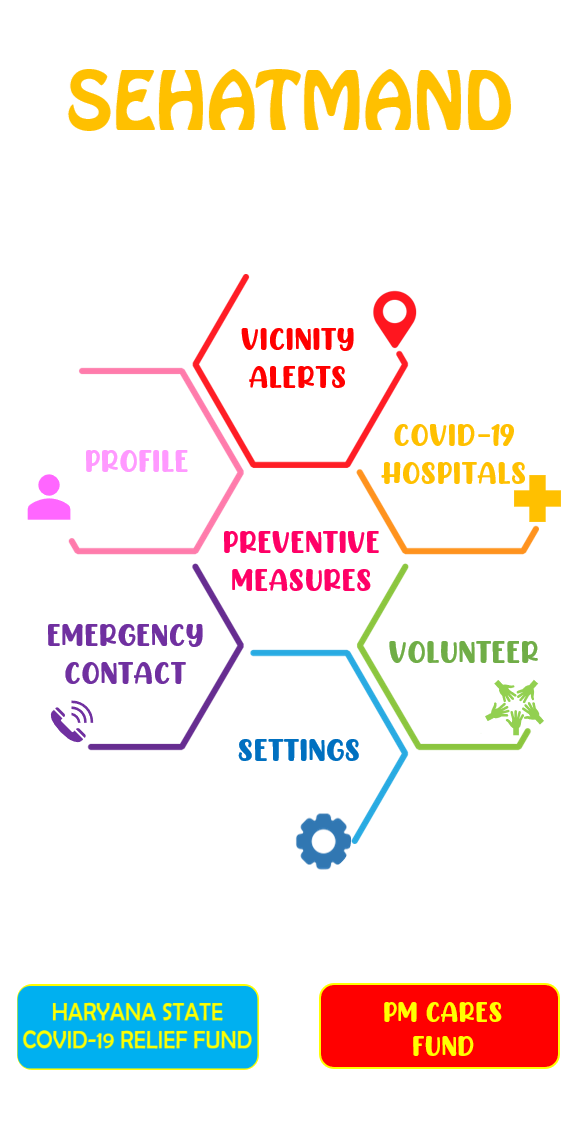 SEHATMAND
VICINITY
ALERTS
PROFILE
COVID-19
HOSPITALS
PREVENTIVE
MEASURES
EMERGENCY
CONTACT
VOLUNTEER
SETTINGS
HARYANA STATE
COVID-19 RELIEF FUND
PM CARES
FUND